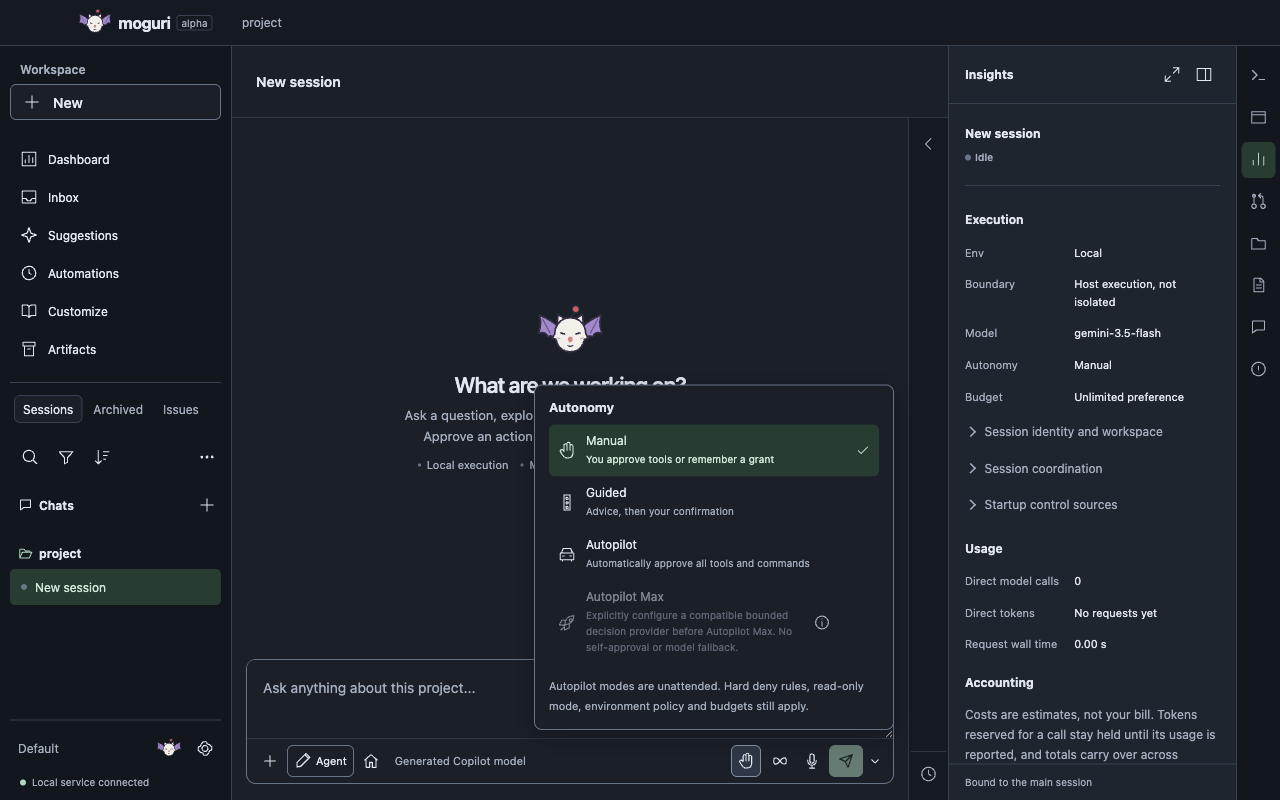 moguri alpha project
Workspace
New
Dashboard
Inbox
Suggestions
Automations
Customize
Artifacts
Sessions Archived Issues
Chats
project
New session
Default
Local service connected
New session
What are we working on?
Ask a question, explo
Approve an action
Local execution
Autonomy
Manual
You approve tools or remember a grant
Guided
Advice, then your confirmation
Autopilot
Automatically approve all tools and commands
Autopilot Max
Explicitly configure a compatible bounded
decision provider before Autopilot Max. No
self-approval or model fallback.
Autopilot modes are unattended. Hard deny rules, read-only
mode, environment policy and budgets still apply.
Ask anything about this project...
Agent Generated Copilot model
Insights
New session
Idle
Execution
Env Local
Boundary Host execution, not
isolated
Model gemini-3.5-flash
Autonomy Manual
Budget Unlimited preference
Session identity and workspace
Session coordination
Startup control sources
Usage
Direct model calls 0
Direct tokens No requests yet
Request wall time 0.00 s
Accounting
Costs are estimates, not your bill. Tokens
reserved for a call stay held until its usage is
reported, and totals carry over across
Bound to the main session